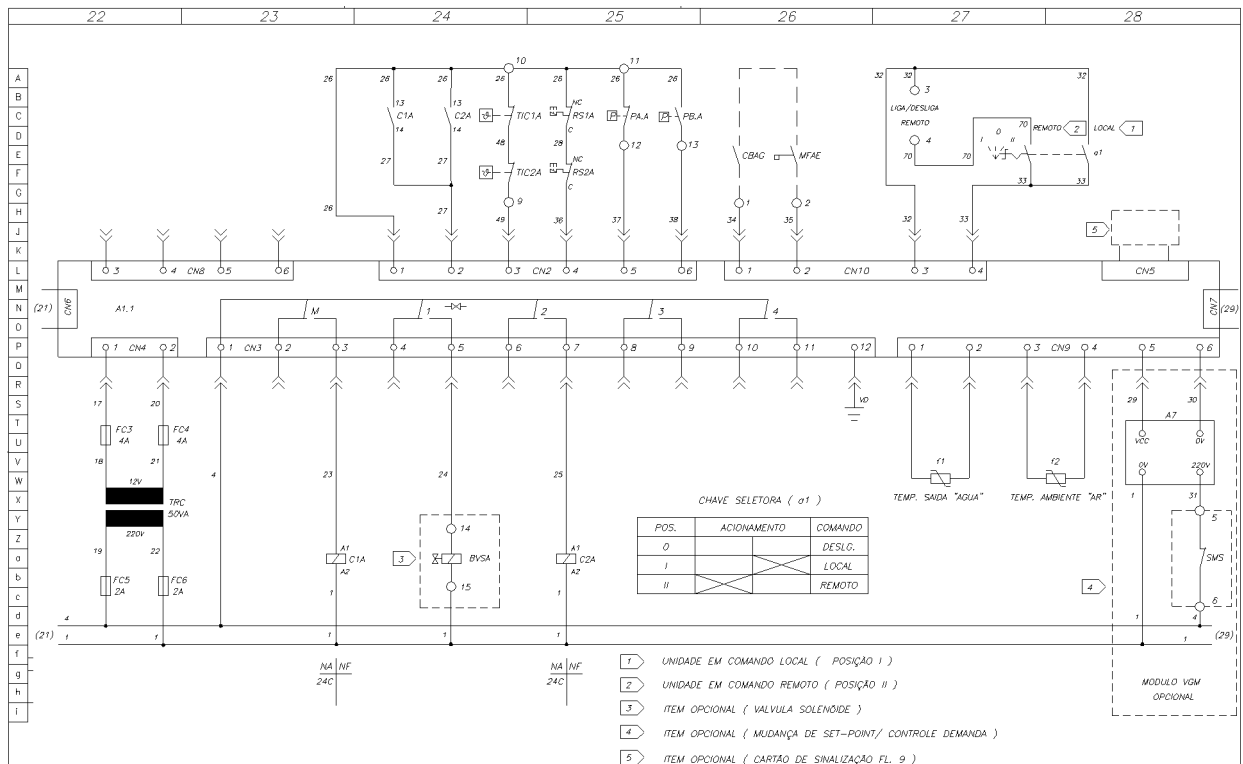 22 23 24 25 26 27 28
A
B
C
D
E
F
G
H
J
K
L
M
N
O
P
Q
R
S
T
U
V
W
X
Y
Z
a
b
c
d
e
f
g
h
i
10 11
26 26 26 26 26 26 26 26 32 32 32
13 13 NC 3
C1A C2A TIC1A RS1A PA.A PB.A LIGA/DESLIGA
14 14 C REMOTO
0 70 REMOTO 2 LOCAL 1
I II
48 28 12 13 4 CBAG MFAE a1
27 27 NC 70 70
TIC2A RS2A
C 33 33
9 1 2
26 27 49 36 37 38 34 35 32 33
5
3 4 CN8 5 6 1 2 3 CN2 4 5 6 1 2 CN10 3 4 CN5
(21) CN6 A1.1 M 1 2 3 4 CN7 (29)
1 CN4 2 1 CN3 2 3 4 5 6 7 8 9 10 11 12 1 2 3 CN9 4 5 6
17 20 VD 29 30
FC3 4A FC4 4A A7
VCC 0V
18 21 4 23 24 25 f1 f2 0V 220V
12V
TRC
50VA
220V
TEMP. SAIDA "AGUA" TEMP. AMBIENTE "AR" 1 31
CHAVE SELETORA ( a1 )
POS. ACIONAMENTO COMANDO
0 DESLG.
I LOCAL
II REMOTO
14 5
19 22 A1 C1A A2 3 BVSA A1 C2A A2 SMS
15 4 6
FC5 2A FC6 2A 1 1
4 4
(21) 1 1 1 1 1 1 1 (29)
NA NF NA NF
24C 24C
1 UNIDADE EM COMANDO LOCAL ( POSIÇÃO I )
2 UNIDADE EM COMANDO REMOTO ( POSIÇÃO II )
3 ITEM OPCIONAL ( VALVULA SOLENÓIDE )
4 ITEM OPCIONAL ( MUDANÇA DE SET-POINT/ CONTROLE DEMANDA )
5 ITEM OPCIONAL ( CARTÃO DE SINALIZAÇÃO FL. 9 )
MODULO VGM
OPCIONAL